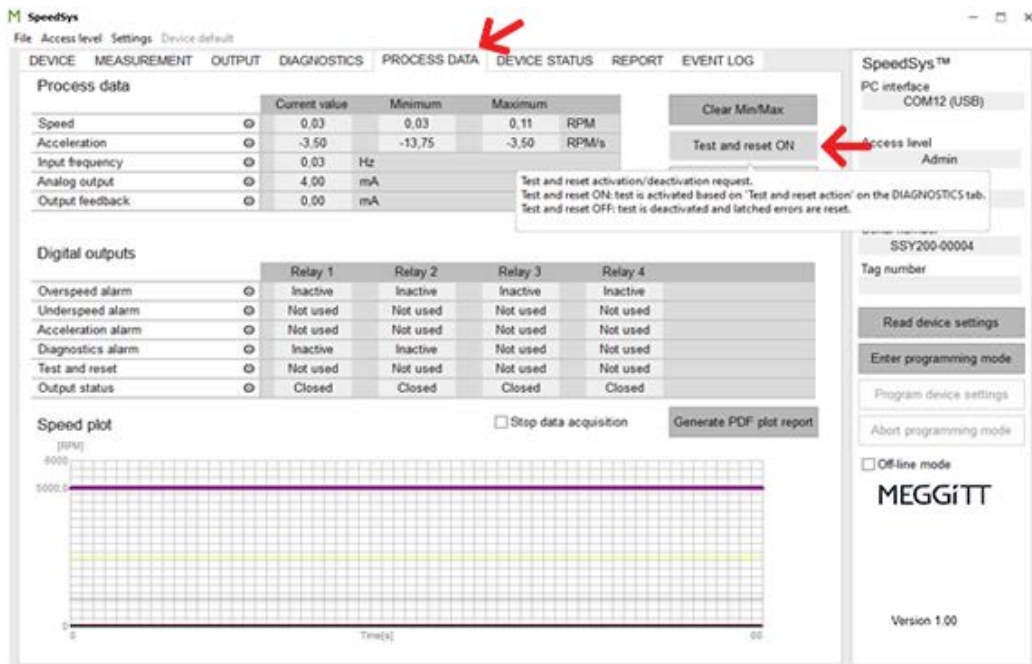 SpeedSys
File Access level Settings Device default
DEVICE MEASUREMENT OUTPUT DIAGNOSTICS PROCESS DATA DEVICE STATUS REPORT EVENT LOG
Process data
Current value Minimum Maximum
Speed 0,03 0,03 0,11 RPM
Acceleration -3,50 -13,75 -3,50 RPM/s
Input frequency 0,03 Hz
Analog output 4,00 mA
Output feedback 0,00 mA
Clear Min/Max
Test and reset ON
Test and reset activation/deactivation request.
Test and reset ON: test is activated based on 'Test and reset action' on the DIAGNOSTICS tab.
Test and reset OFF: test is deactivated and latched errors are reset.
Digital outputs
Relay 1 Relay 2 Relay 3 Relay 4
Overspeed alarm Inactive Inactive Inactive Inactive
Underspeed alarm Not used Not used Not used Not used
Acceleration alarm Not used Not used Not used Not used
Diagnostics alarm Inactive Inactive Not used Not used
Test and reset Not used Not used Not used Not used
Output status Closed Closed Closed Closed
Speed plot
Stop data acquisition
Generate PDF plot report
[RPM]
6000
5000,0
0
0 Time[s] 60
SpeedSys™
PC interface
COM12 (USB)
Access level
Admin
SSY200-00004
Tag number
Read device settings
Enter programming mode
Program device settings
Abort programming mode
Off-line mode
MEGGiTT
Version 1.00